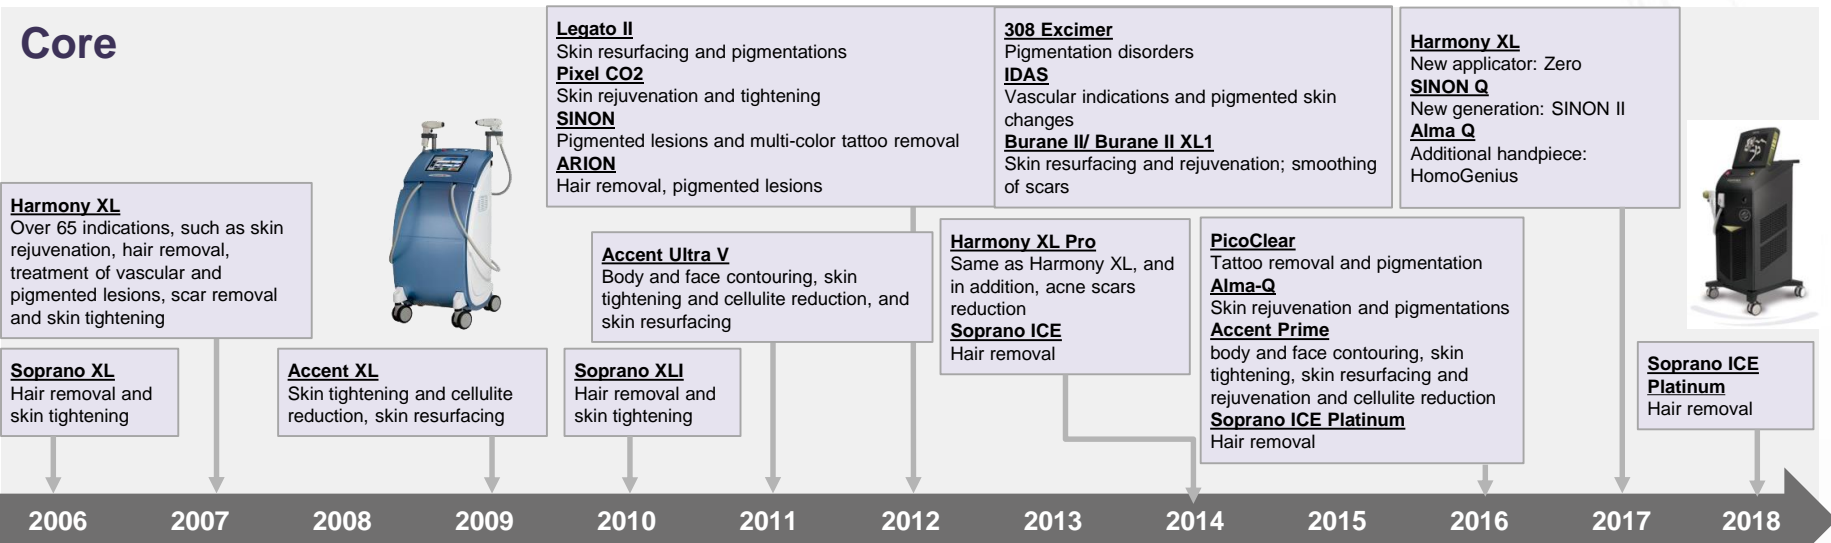 Core
Legato II
Skin resurfacing and pigmentations
Pixel CO2
Skin rejuvenation and tightening
SINON
Pigmented lesions and multi-color tattoo removal
ARION
Hair removal, pigmented lesions
308 Excimer
Pigmentation disorders
IDAS
Vascular indications and pigmented skin
changes
Burane II/ Burane II XL1
Skin resurfacing and rejuvenation; smoothing
of scars
Harmony XL
New applicator: Zero
SINON Q
New generation: SINON II
Alma Q
Additional handpiece:
HomoGenius
Harmony XL
Over 65 indications, such as skin
rejuvenation, hair removal,
treatment of vascular and
pigmented lesions, scar removal
and skin tightening
Accent Ultra V
Body and face contouring, skin
tightening and cellulite reduction, and
skin resurfacing
Harmony XL Pro
Same as Harmony XL, and
in addition, acne scars
reduction
Soprano ICE
Hair removal
PicoClear
Tattoo removal and pigmentation
Alma-Q
Skin rejuvenation and pigmentations
Accent Prime
body and face contouring, skin
tightening, skin resurfacing and
rejuvenation and cellulite reduction
Soprano ICE Platinum
Hair removal
Soprano XL
Hair removal and
skin tightening
Accent XL
Skin tightening and cellulite
reduction, skin resurfacing
Soprano XLI
Hair removal and
skin tightening
Soprano ICE
Platinum
Hair removal
2006 2007 2008 2009 2010 2011 2012 2013 2014 2015 2016 2017 2018